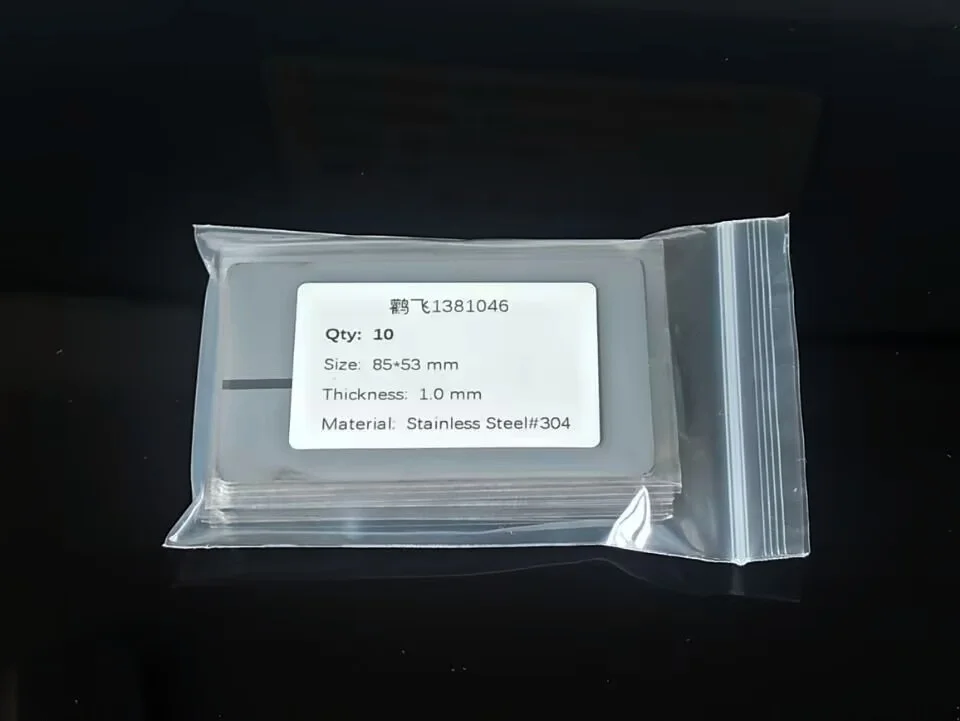 鹳飞1381046
Qty: 10
Size: 85*53 mm
Thickness: 1.0 mm
Material: Stainless Steel#304